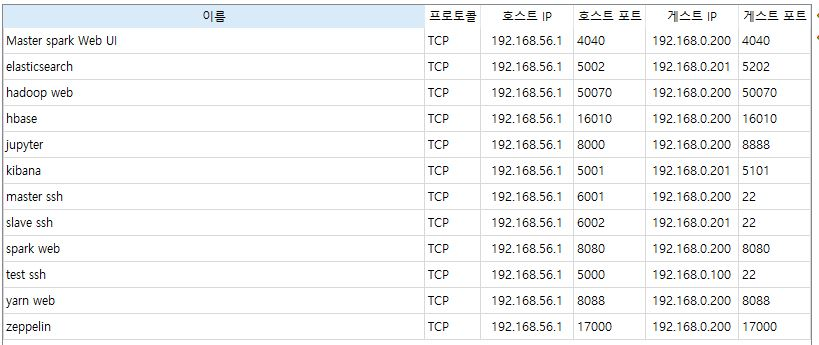 이름 프로토콜 호스트 IP 호스트 포트 게스트 IP 게스트 포트
Master spark Web UI TCP 192.168.56.1 4040 192.168.0.200 4040
elasticsearch TCP 192.168.56.1 5002 192.168.0.201 5202
hadoop web TCP 192.168.56.1 50070 192.168.0.200 50070
hbase TCP 192.168.56.1 16010 192.168.0.200 16010
jupyter TCP 192.168.56.1 8000 192.168.0.200 8888
kibana TCP 192.168.56.1 5001 192.168.0.201 5101
master ssh TCP 192.168.56.1 6001 192.168.0.200 22
slave ssh TCP 192.168.56.1 6002 192.168.0.201 22
spark web TCP 192.168.56.1 8080 192.168.0.200 8080
test ssh TCP 192.168.56.1 5000 192.168.0.100 22
yarn web TCP 192.168.56.1 8088 192.168.0.200 8088
zeppelin TCP 192.168.56.1 17000 192.168.0.200 17000